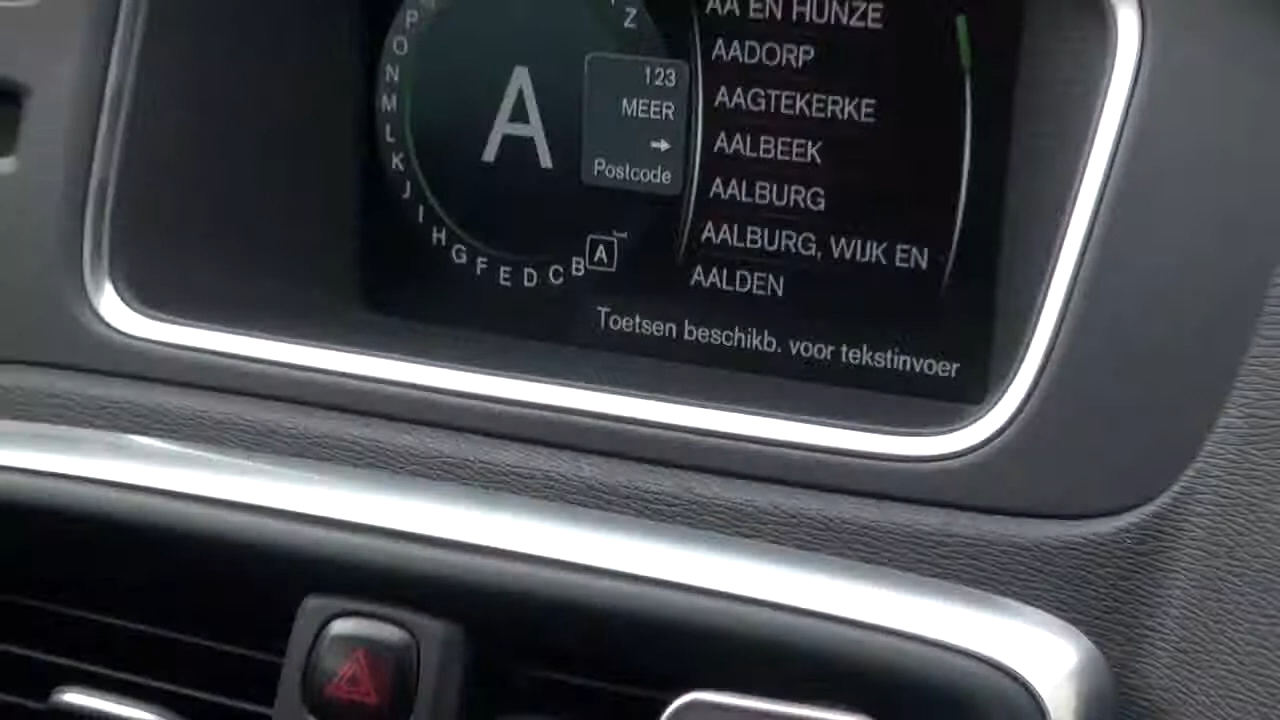 P
O
N
M
L
K
J
I
H
G
F
E
D
C
B
A
Z
A
123
MEER
Postcode
AA EN HUNZE
AADORP
AAGTEKERKE
AALBEEK
AALBURG
AALBURG, WIJK EN
AALDEN
Toetsen beschikb. voor tekstinvoer